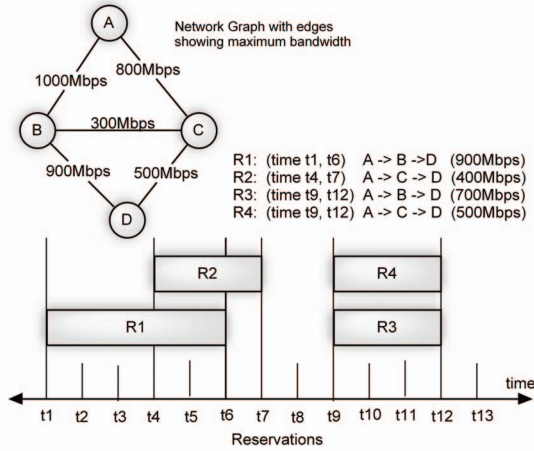 A
Network Graph with edges
showing maximum bandwidth
1000Mbps
800Mbps
B
300Mbps
C
900Mbps
500Mbps
D
R1: (time t1, t6) A -> B ->D (900Mbps)
R2: (time t4, t7) A -> C -> D (400Mbps)
R3: (time t9, t12) A -> B -> D (700Mbps)
R4: (time t9, t12) A -> C -> D (500Mbps)
R2
R4
R1
R3
time
t1 t2 t3 t4 t5 t6 t7 t8 t9 t10 t11 t12 t13
Reservations